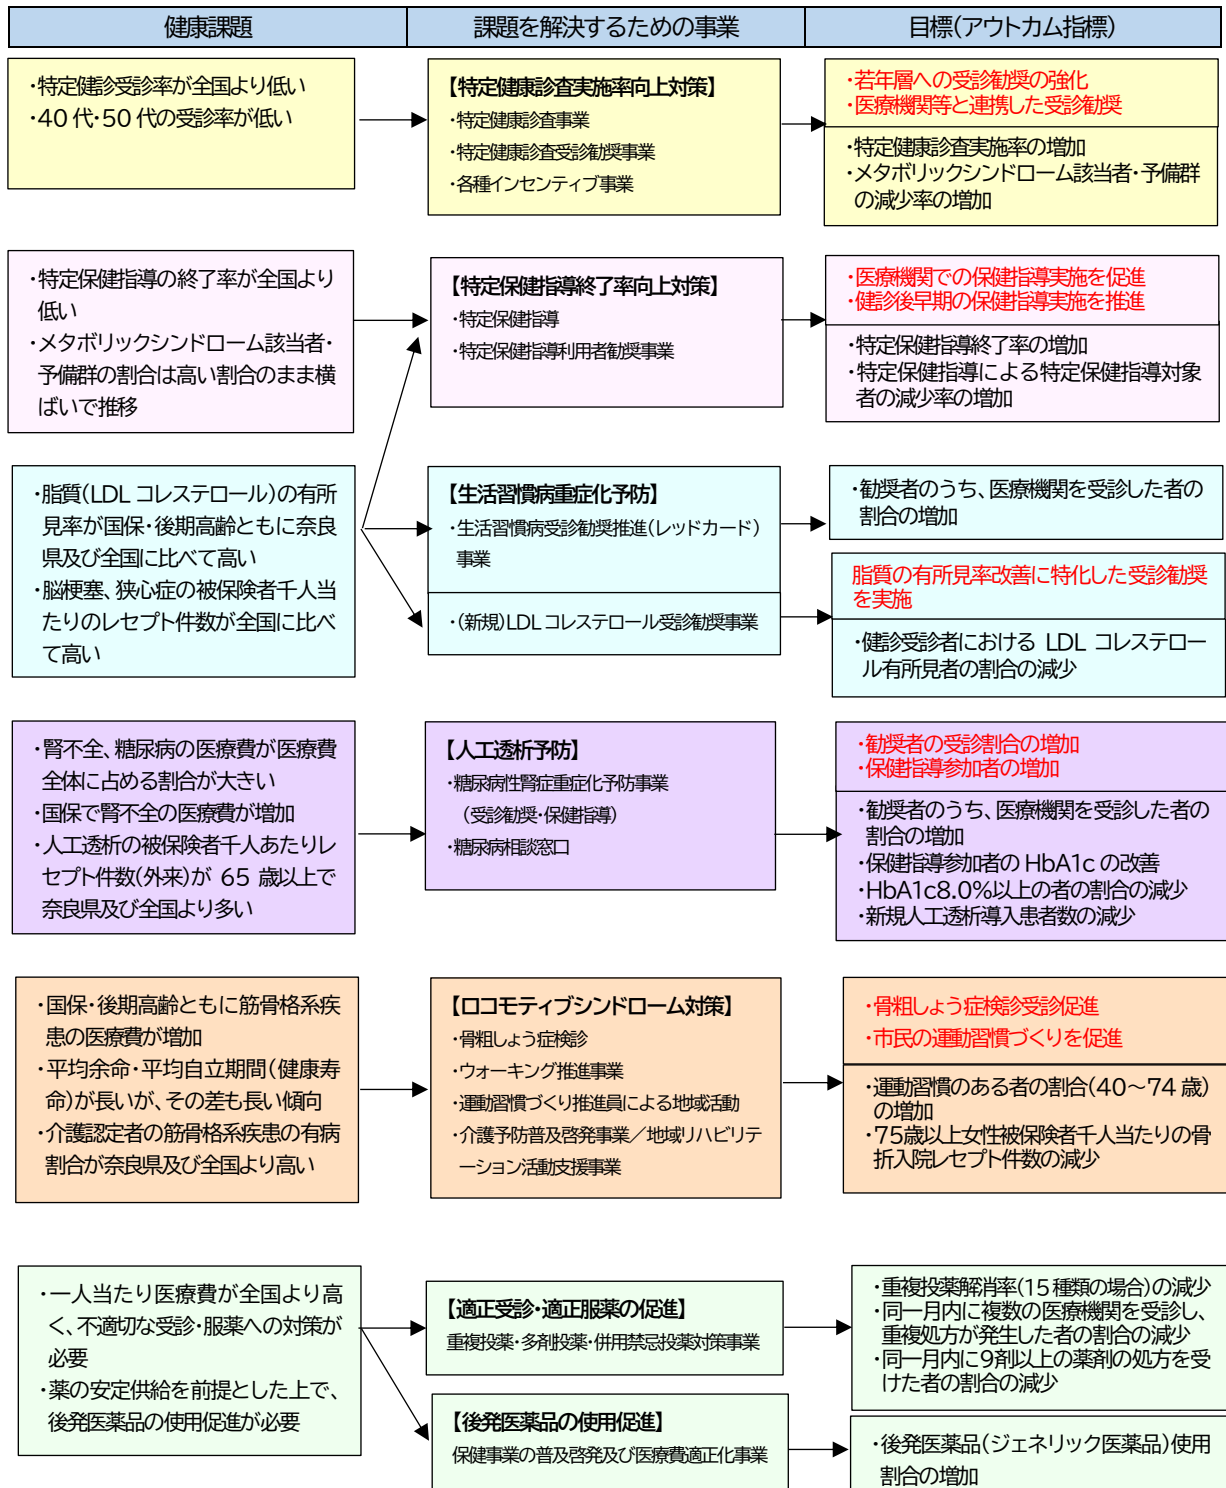 健康課題
課題を解決するための事業
目標(アウトカム指標)
・特定健診受診率が全国より低い
・40 代・50 代の受診率が低い
【特定健康診査実施率向上対策】
・特定健康診査事業
・特定健康診査受診勧奨事業
・各種インセンティブ事業
・若年層への受診勧奨の強化
・医療機関等と連携した受診勧奨
・特定健康診査実施率の増加
・メタボリックシンドローム該当者・予備群
の減少率の増加
・特定保健指導の終了率が全国より
低い
・メタボリックシンドローム該当者・
予備群の割合は高い割合のまま横
ばいで推移
【特定保健指導終了率向上対策】
・特定保健指導
・特定保健指導利用者勧奨事業
・医療機関での保健指導実施を促進
・健診後早期の保健指導実施を推進
・特定保健指導終了率の増加
・特定保健指導による特定保健指導対象
者の減少率の増加
・脂質(LDL コレステロール)の有所
見率が国保・後期高齢ともに奈良
県及び全国に比べて高い
・脳梗塞、狭心症の被保険者千人当
たりのレセプト件数が全国に比べ
て高い
【生活習慣病重症化予防】
・生活習慣病受診勧奨推進(レッドカード)
事業
・(新規)LDL コレステロール受診勧奨事業
・勧奨者のうち、医療機関を受診した者の
割合の増加
脂質の有所見率改善に特化した受診勧奨
を実施
・健診受診者における LDL コレステロー
ル有所見者の割合の減少
・腎不全、糖尿病の医療費が医療費
全体に占める割合が大きい
・国保で腎不全の医療費が増加
・人工透析の被保険者千人あたりレ
セプト件数(外来)が 65 歳以上で
奈良県及び全国より多い
【人工透析予防】
・糖尿病性腎症重症化予防事業
（受診勧奨・保健指導）
・糖尿病相談窓口
・勧奨者の受診割合の増加
・保健指導参加者の増加
・勧奨者のうち、医療機関を受診した者の
割合の増加
・保健指導参加者の HbA1c の改善
・HbA1c8.0%以上の者の割合の減少
・新規人工透析導入患者数の減少
・国保・後期高齢ともに筋骨格系疾
患の医療費が増加
・平均余命・平均自立期間(健康寿
命)が長いが、その差も長い傾向
・介護認定者の筋骨格系疾患の有病
割合が奈良県及び全国より高い
【ロコモティブシンドローム対策】
・骨粗しょう症検診
・ウォーキング推進事業
・運動習慣づくり推進員による地域活動
・介護予防普及啓発事業／地域リハビリテ
ーション活動支援事業
・骨粗しょう症検診受診促進
・市民の運動習慣づくりを促進
・運動習慣のある者の割合(40～74 歳)
の増加
・75歳以上女性被保険者千人当たりの骨
折入院レセプト件数の減少
・一人当たり医療費が全国より高
く、不適切な受診・服薬への対策が
必要
・薬の安定供給を前提とした上で、
後発医薬品の使用促進が必要
【適正受診・適正服薬の促進】
重複投薬・多剤投薬・併用禁忌投薬対策事業
・重複投薬解消率(15種類の場合)の減少
・同一月内に複数の医療機関を受診し、
重複処方が発生した者の割合の減少
・同一月内に9剤以上の薬剤の処方を受
けた者の割合の減少
【後発医薬品の使用促進】
保健事業の普及啓発及び医療費適正化事業
・後発医薬品(ジェネリック医薬品)使用
割合の増加